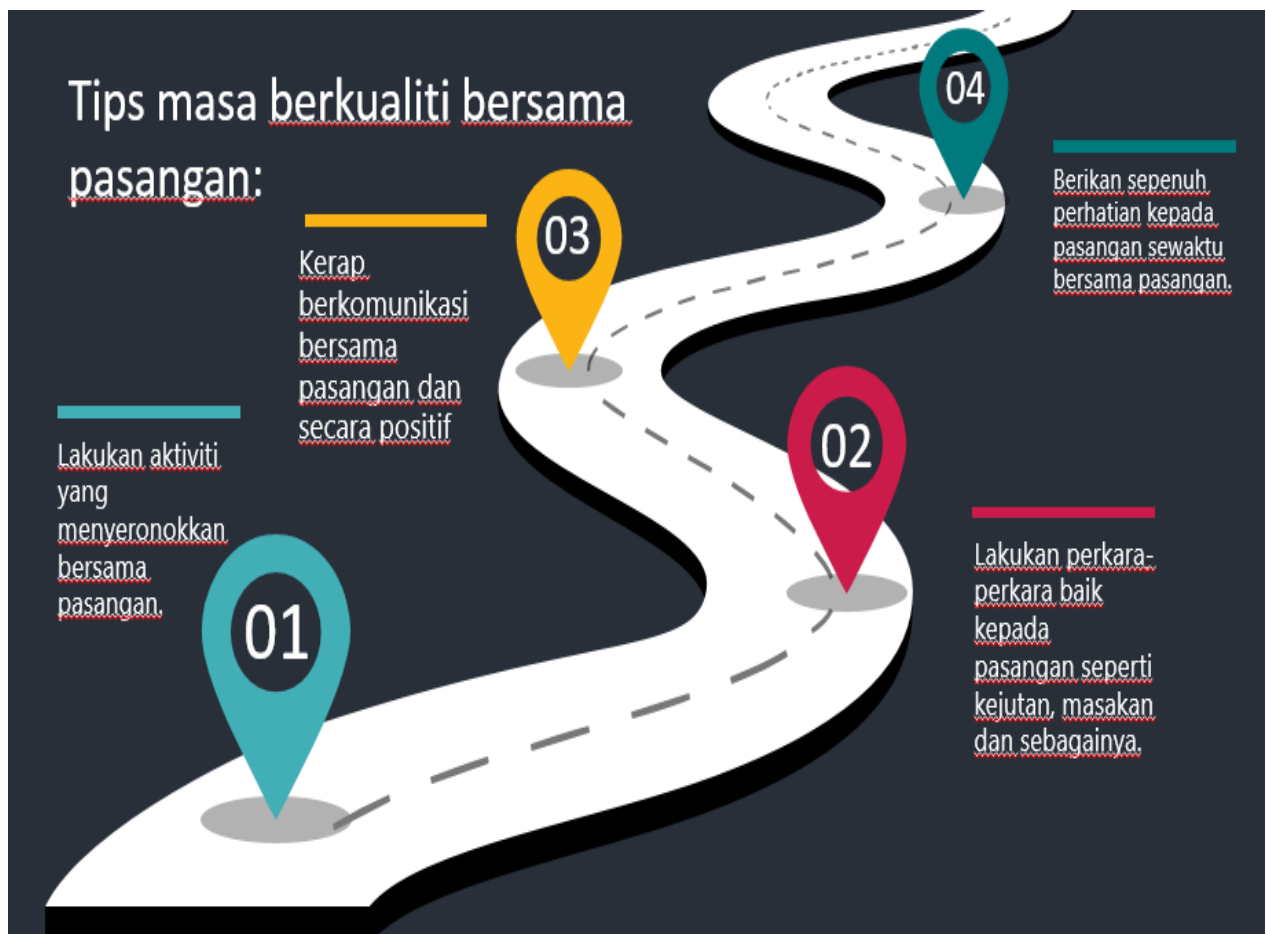 Tips masa berkualiti bersama
pasangan:
01
Lakukan aktiviti
yang
menyeronokkan
bersama
pasangan.
02
Lakukan perkara-
perkara baik
kepada
pasangan seperti
kejutan, masakan
dan sebagainya.
03
Kerap
berkomunikasi
bersama
pasangan dan
secara positif
04
Berikan sepenuh
perhatian kepada
pasangan sewaktu
bersama pasangan.